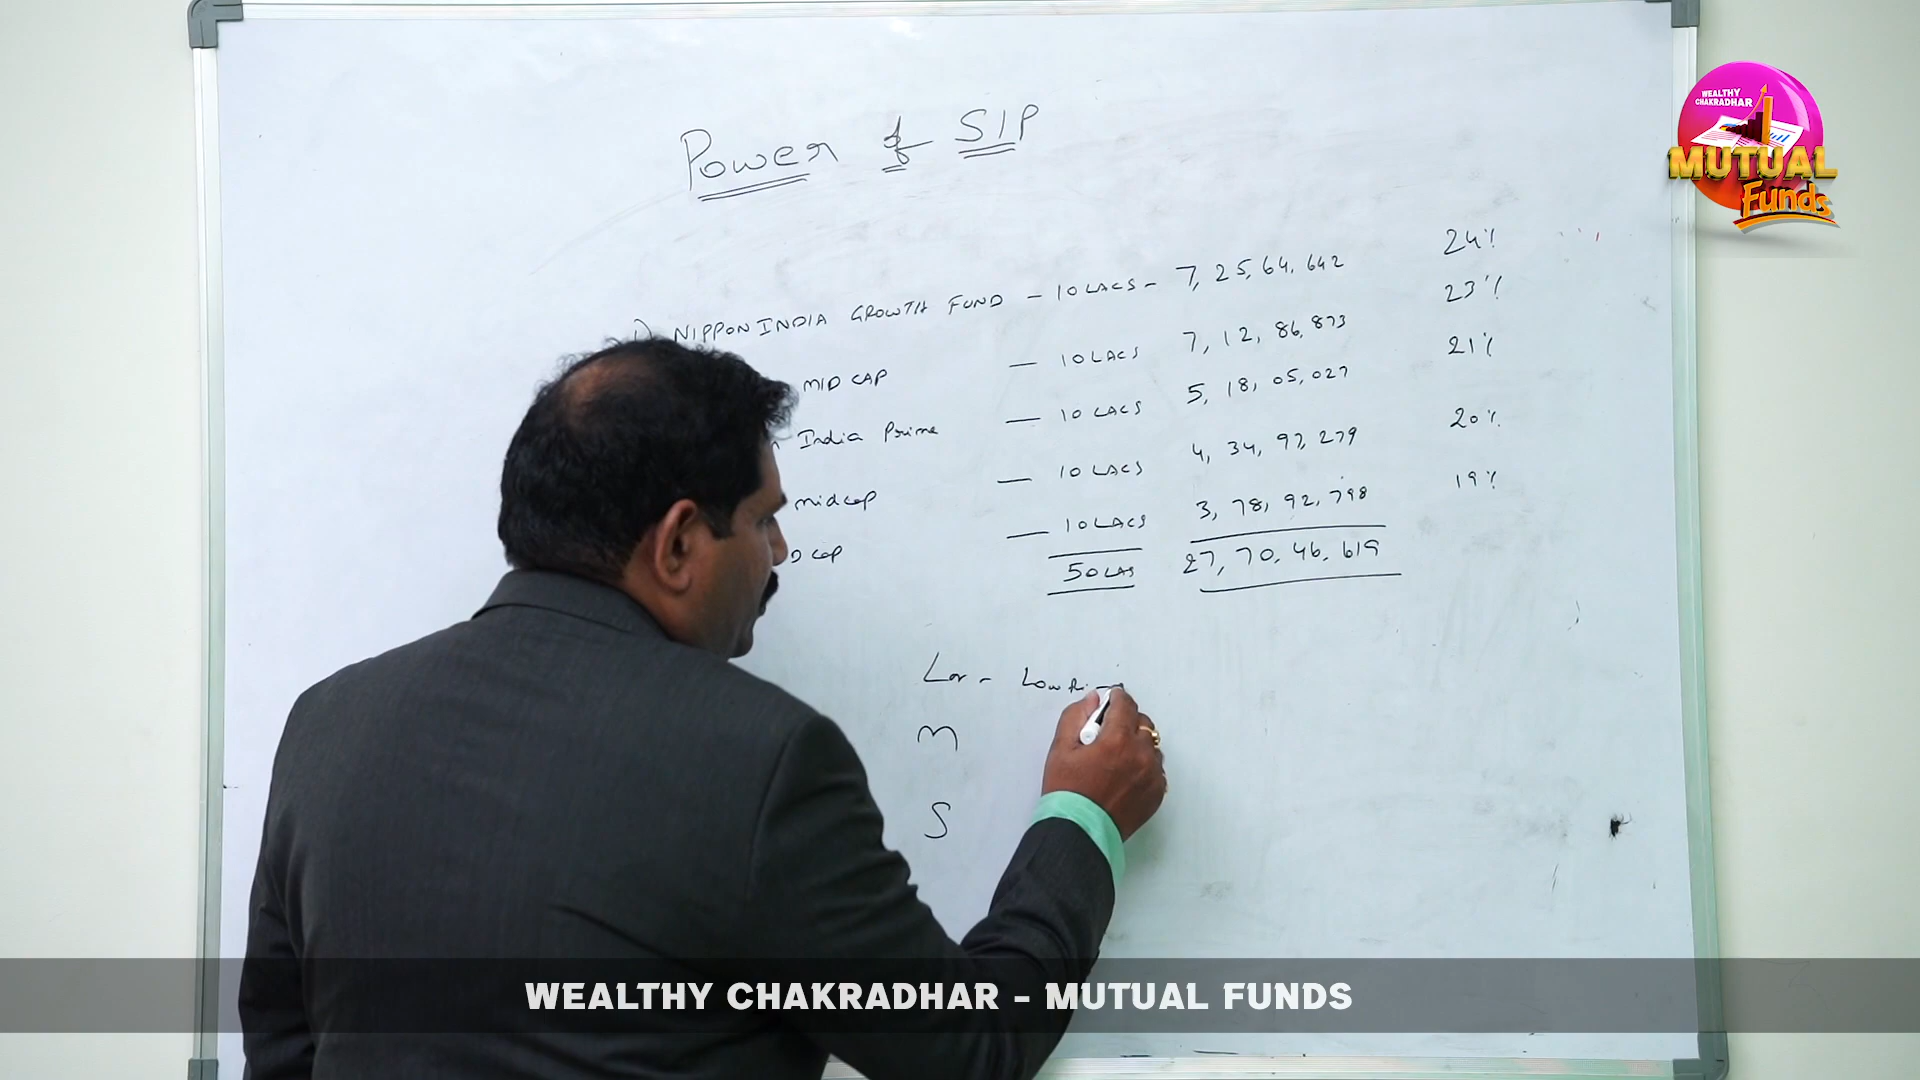 WEALTHY
CHAKRADHAR
MUTUAL
Funds
Power of SIP
1) NIPPON INDIA GROWTH FUND - 10 LACS - 7, 25, 64, 642 24%
MID CAP — 10 LACS 7, 12, 86, 873 23%
India Prime — 10 LACS 5, 18, 05, 027 21%
midcap — 10 LACS 4, 34, 97, 279 20%
D cap — 10 LACS 3, 78, 92, 798 19%
50 LAS 27, 70, 46, 619
Lar - Low Ri
M
S
WEALTHY CHAKRADHAR - MUTUAL FUNDS